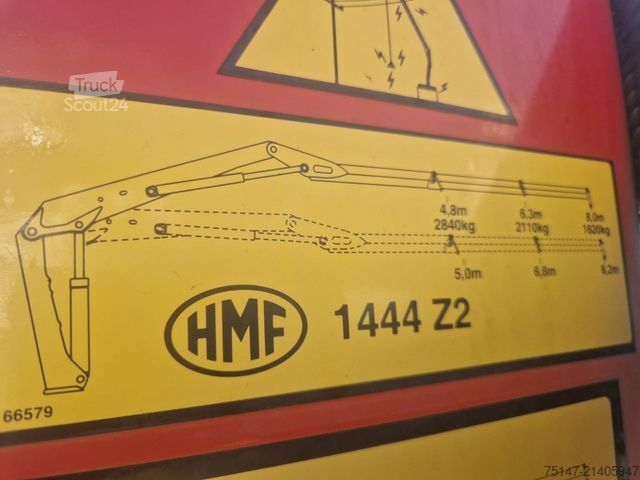 Truck
Scout24
4,8m 6,3m 8,0m
2840kg 2110kg 1620kg
5,0m 6,6m 8,2m
HMF 1444 Z2
66579
75147-21405947